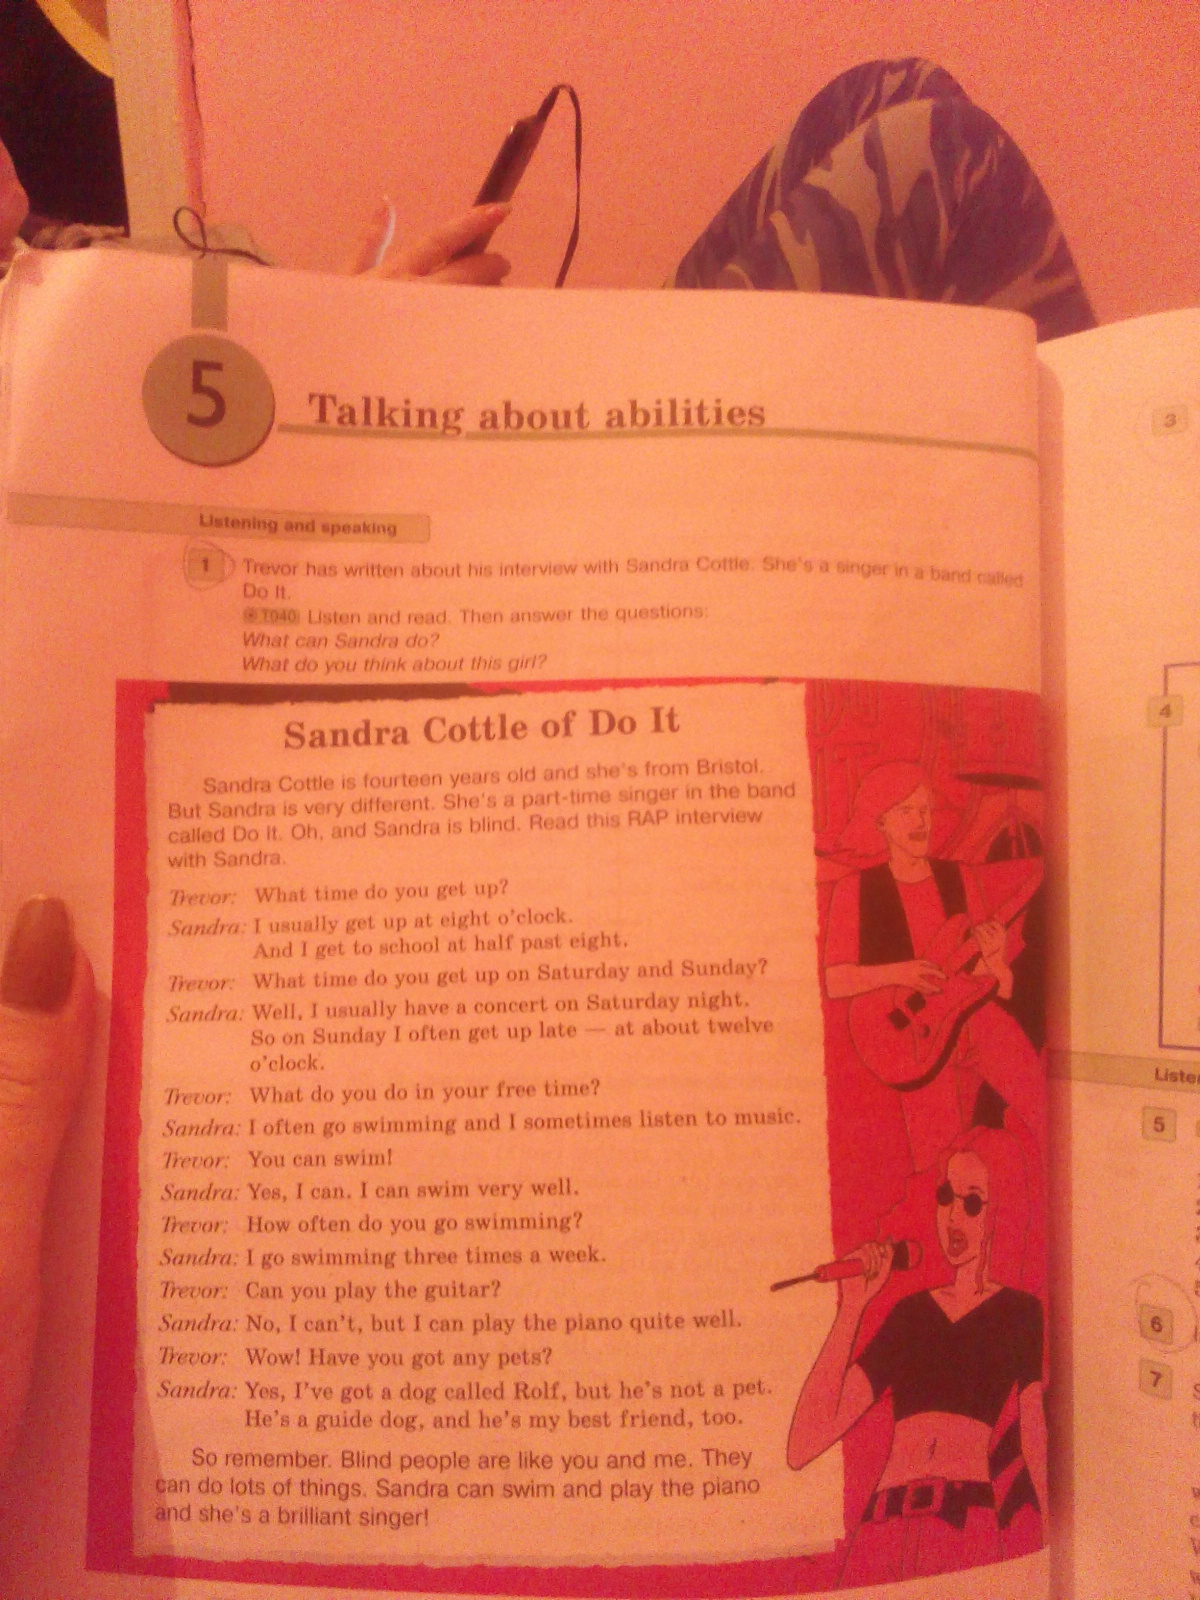 5
Talking about abilities
Listening and speaking
1 Trevor has written about his interview with Sandra Cottle. She's a singer in a band called
Do It.
T040 Listen and read. Then answer the questions:
What can Sandra do?
What do you think about this girl?
Sandra Cottle of Do It
Sandra Cottle is fourteen years old and she's from Bristol.
But Sandra is very different. She's a part-time singer in the band
called Do It. Oh, and Sandra is blind. Read this RAP interview
with Sandra.
Trevor: What time do you get up?
Sandra: I usually get up at eight o'clock.
And I get to school at half past eight.
Trevor: What time do you get up on Saturday and Sunday?
Sandra: Well, I usually have a concert on Saturday night.
So on Sunday I often get up late — at about twelve
o'clock.
Trevor: What do you do in your free time?
Sandra: I often go swimming and I sometimes listen to music.
Trevor: You can swim!
Sandra: Yes, I can. I can swim very well.
Trevor: How often do you go swimming?
Sandra: I go swimming three times a week.
Trevor: Can you play the guitar?
Sandra: No, I can't, but I can play the piano quite well.
Trevor: Wow! Have you got any pets?
Sandra: Yes, I've got a dog called Rolf, but he's not a pet.
He's a guide dog, and he's my best friend, too.
So remember. Blind people are like you and me. They
can do lots of things. Sandra can swim and play the piano
and she's a brilliant singer!
3
4
5
6
7